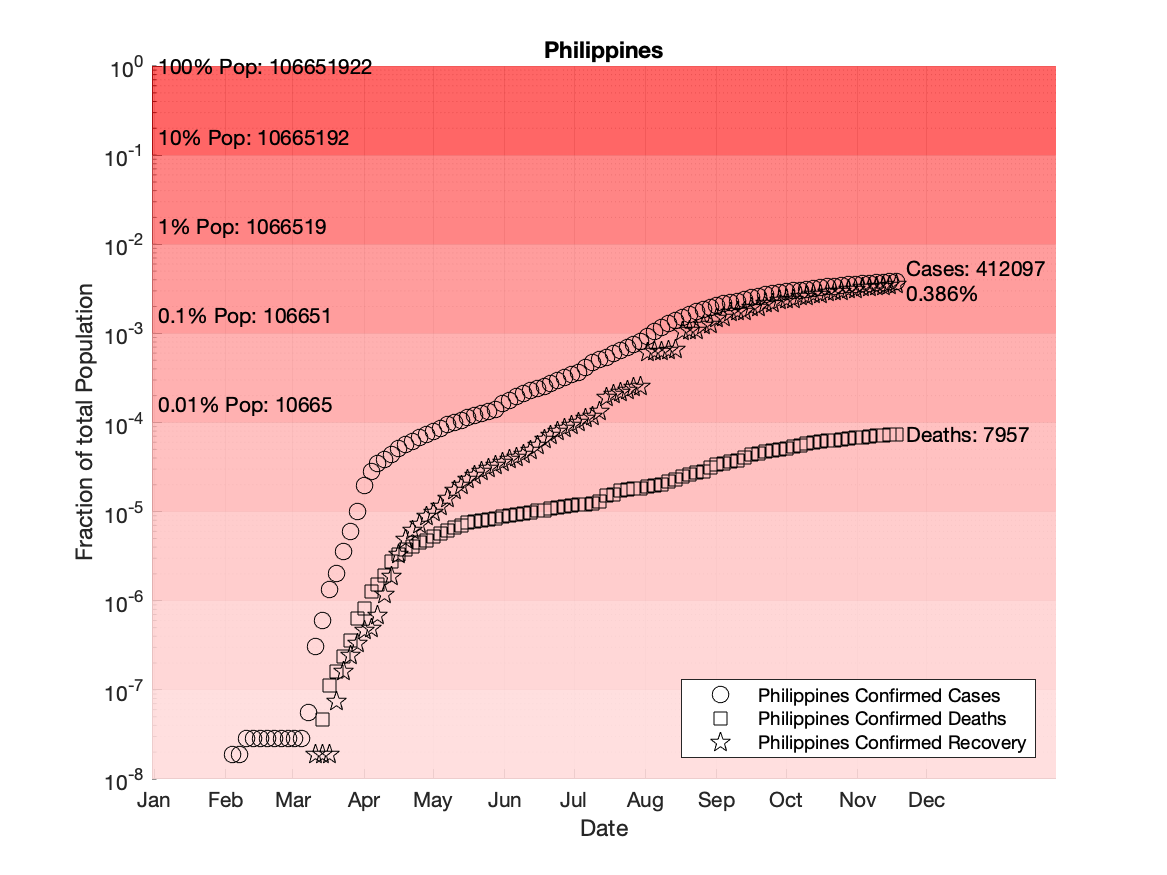 Philippines
10^0
100% Pop: 106651922
10% Pop: 10665192
10^-1
1% Pop: 1066519
10^-2
Cases: 412097
0.386%
0.1% Pop: 106651
10^-3
0.01% Pop: 10665
10^-4
Deaths: 7957
10^-5
10^-6
10^-7
10^-8
Fraction of total Population
Philippines Confirmed Cases
Philippines Confirmed Deaths
Philippines Confirmed Recovery
Jan Feb Mar Apr May Jun Jul Aug Sep Oct Nov Dec
Date